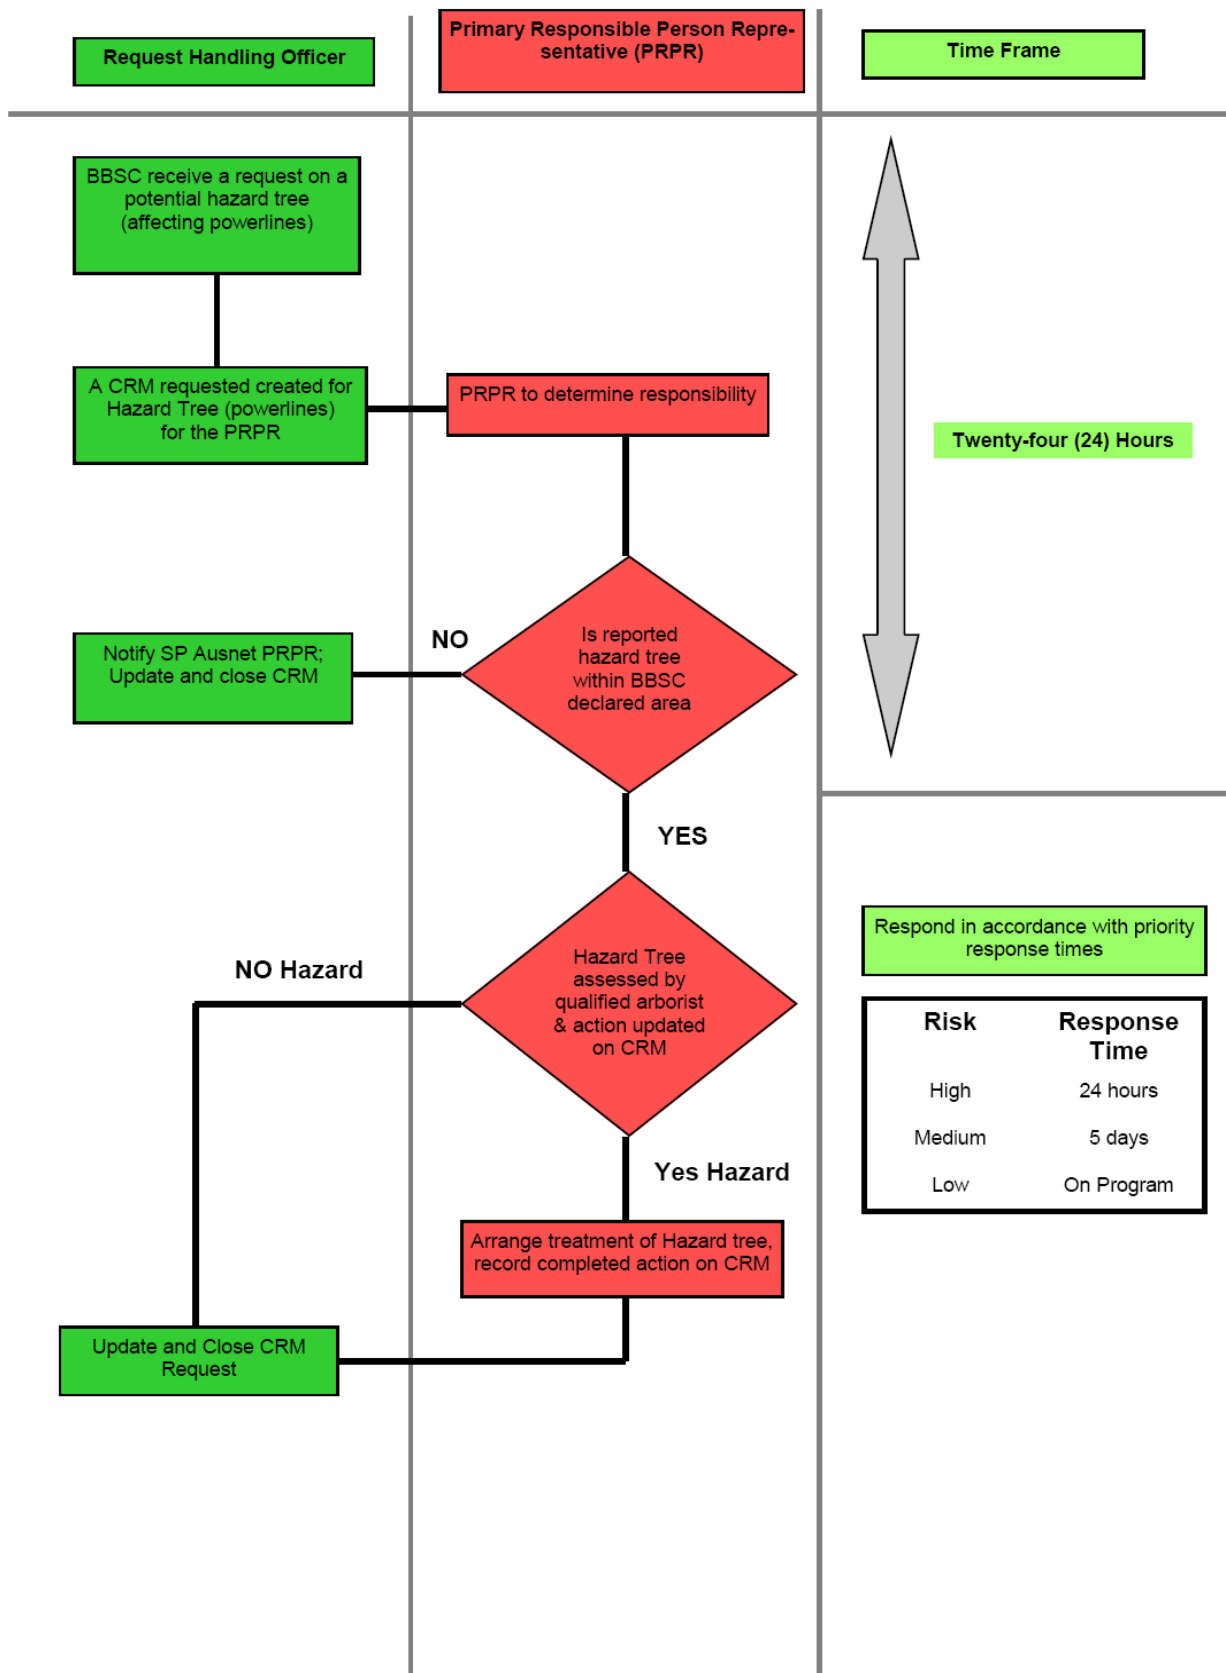 Request Handling Officer
Primary Responsible Person Repre-
sentative (PRPR)
Time Frame
BBSC receive a request on a
potential hazard tree
(affecting powerlines)
A CRM requested created for
Hazard Tree (powerlines)
for the PRPR
PRPR to determine responsibility
Twenty-four (24) Hours
NO
Notify SP Ausnet PRPR;
Update and close CRM
Is reported
hazard tree
within BBSC
declared area
YES
NO Hazard
Hazard Tree
assessed by
qualified arborist
& action updated
on CRM
Respond in accordance with priority
response times
Risk
Response
Time
High
24 hours
Medium
5 days
Low
On Program
Yes Hazard
Arrange treatment of Hazard tree,
record completed action on CRM
Update and Close CRM
Request